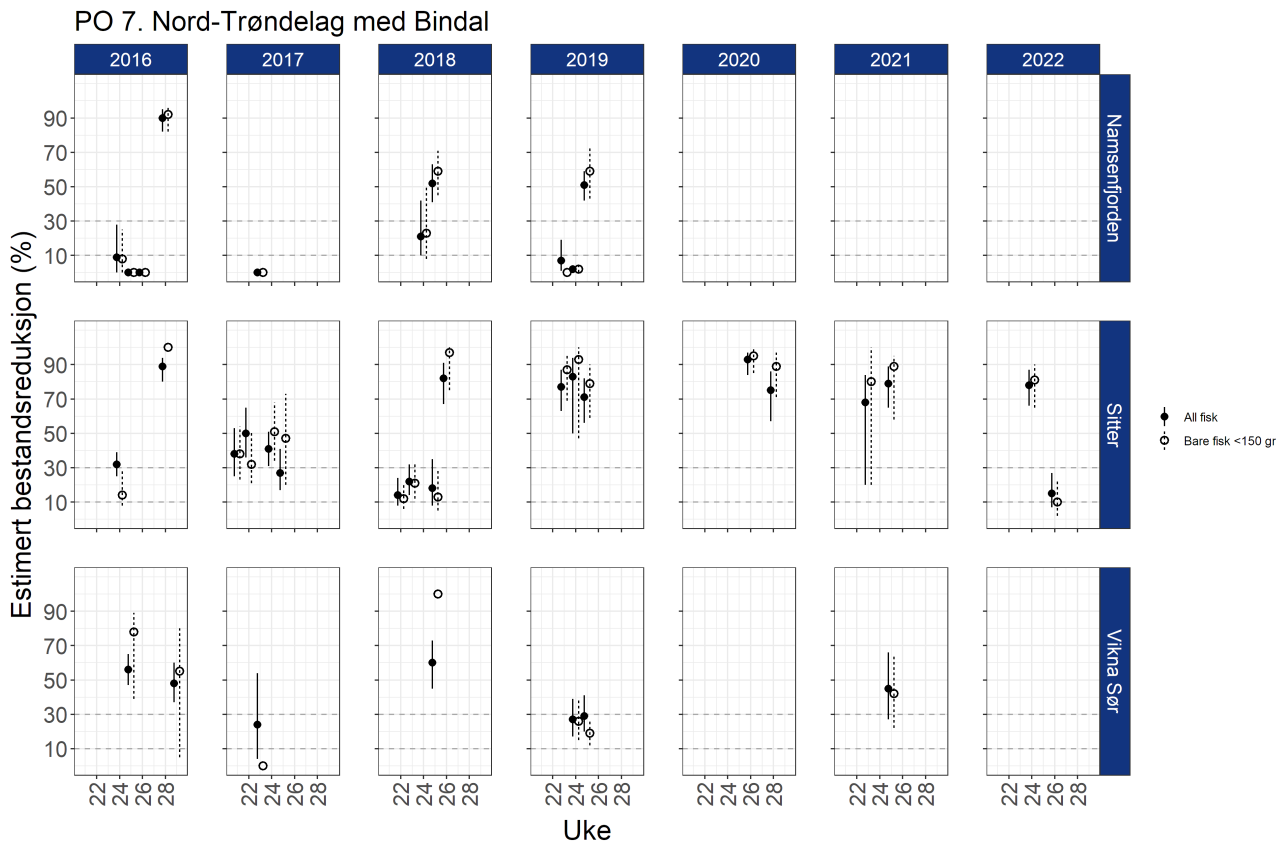 PO 7. Nord-Trøndelag med Bindal
2016 2017 2018 2019 2020 2021 2022
Estimert bestandsreduksjon (%)
90
70
50
30
10
Namsenfjorden
90
70
50
30
10
Sitter
90
70
50
30
10
Vikna Sør
All fisk
Bare fisk <150 gr
22 24 26 28 22 24 26 28 22 24 26 28 22 24 26 28 22 24 26 28 22 24 26 28 22 24 26 28
Uke